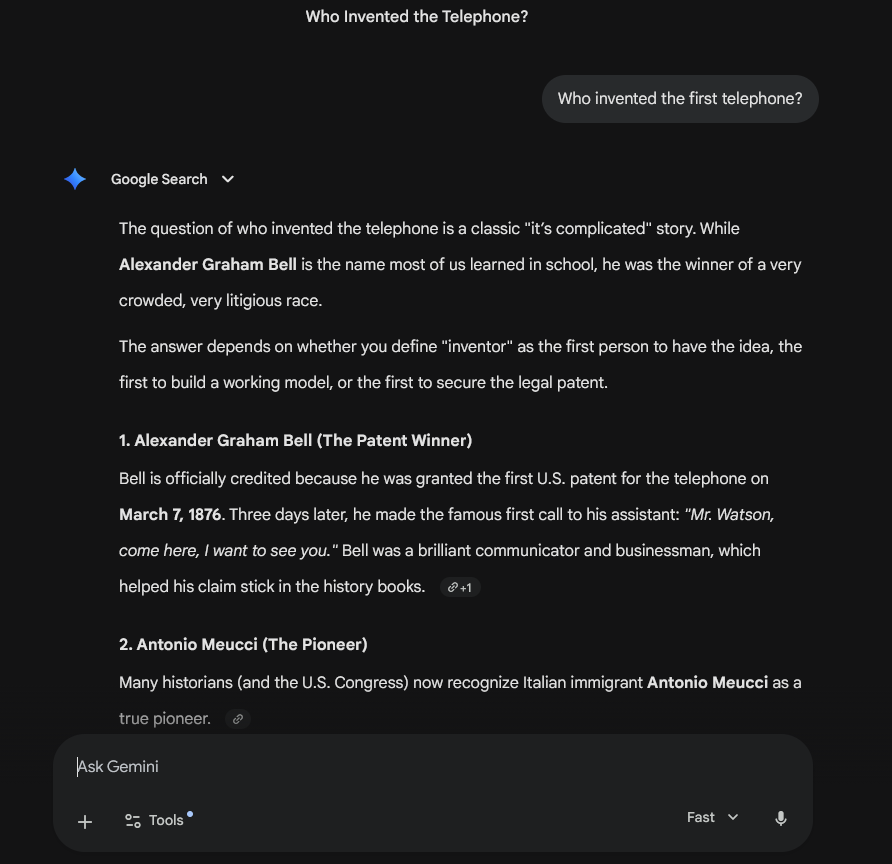 Who Invented the Telephone?
Who invented the first telephone?
Google Search
The question of who invented the telephone is a classic "it's complicated" story. While
Alexander Graham Bell is the name most of us learned in school, he was the winner of a very
crowded, very litigious race.
The answer depends on whether you define "inventor" as the first person to have the idea, the
first to build a working model, or the first to secure the legal patent.
1. Alexander Graham Bell (The Patent Winner)
Bell is officially credited because he was granted the first U.S. patent for the telephone on
March 7, 1876. Three days later, he made the famous first call to his assistant: "Mr. Watson,
come here, I want to see you." Bell was a brilliant communicator and businessman, which
helped his claim stick in the history books. +1
2. Antonio Meucci (The Pioneer)
Many historians (and the U.S. Congress) now recognize Italian immigrant Antonio Meucci as a
true pioneer.
Ask Gemini
Tools
Fast